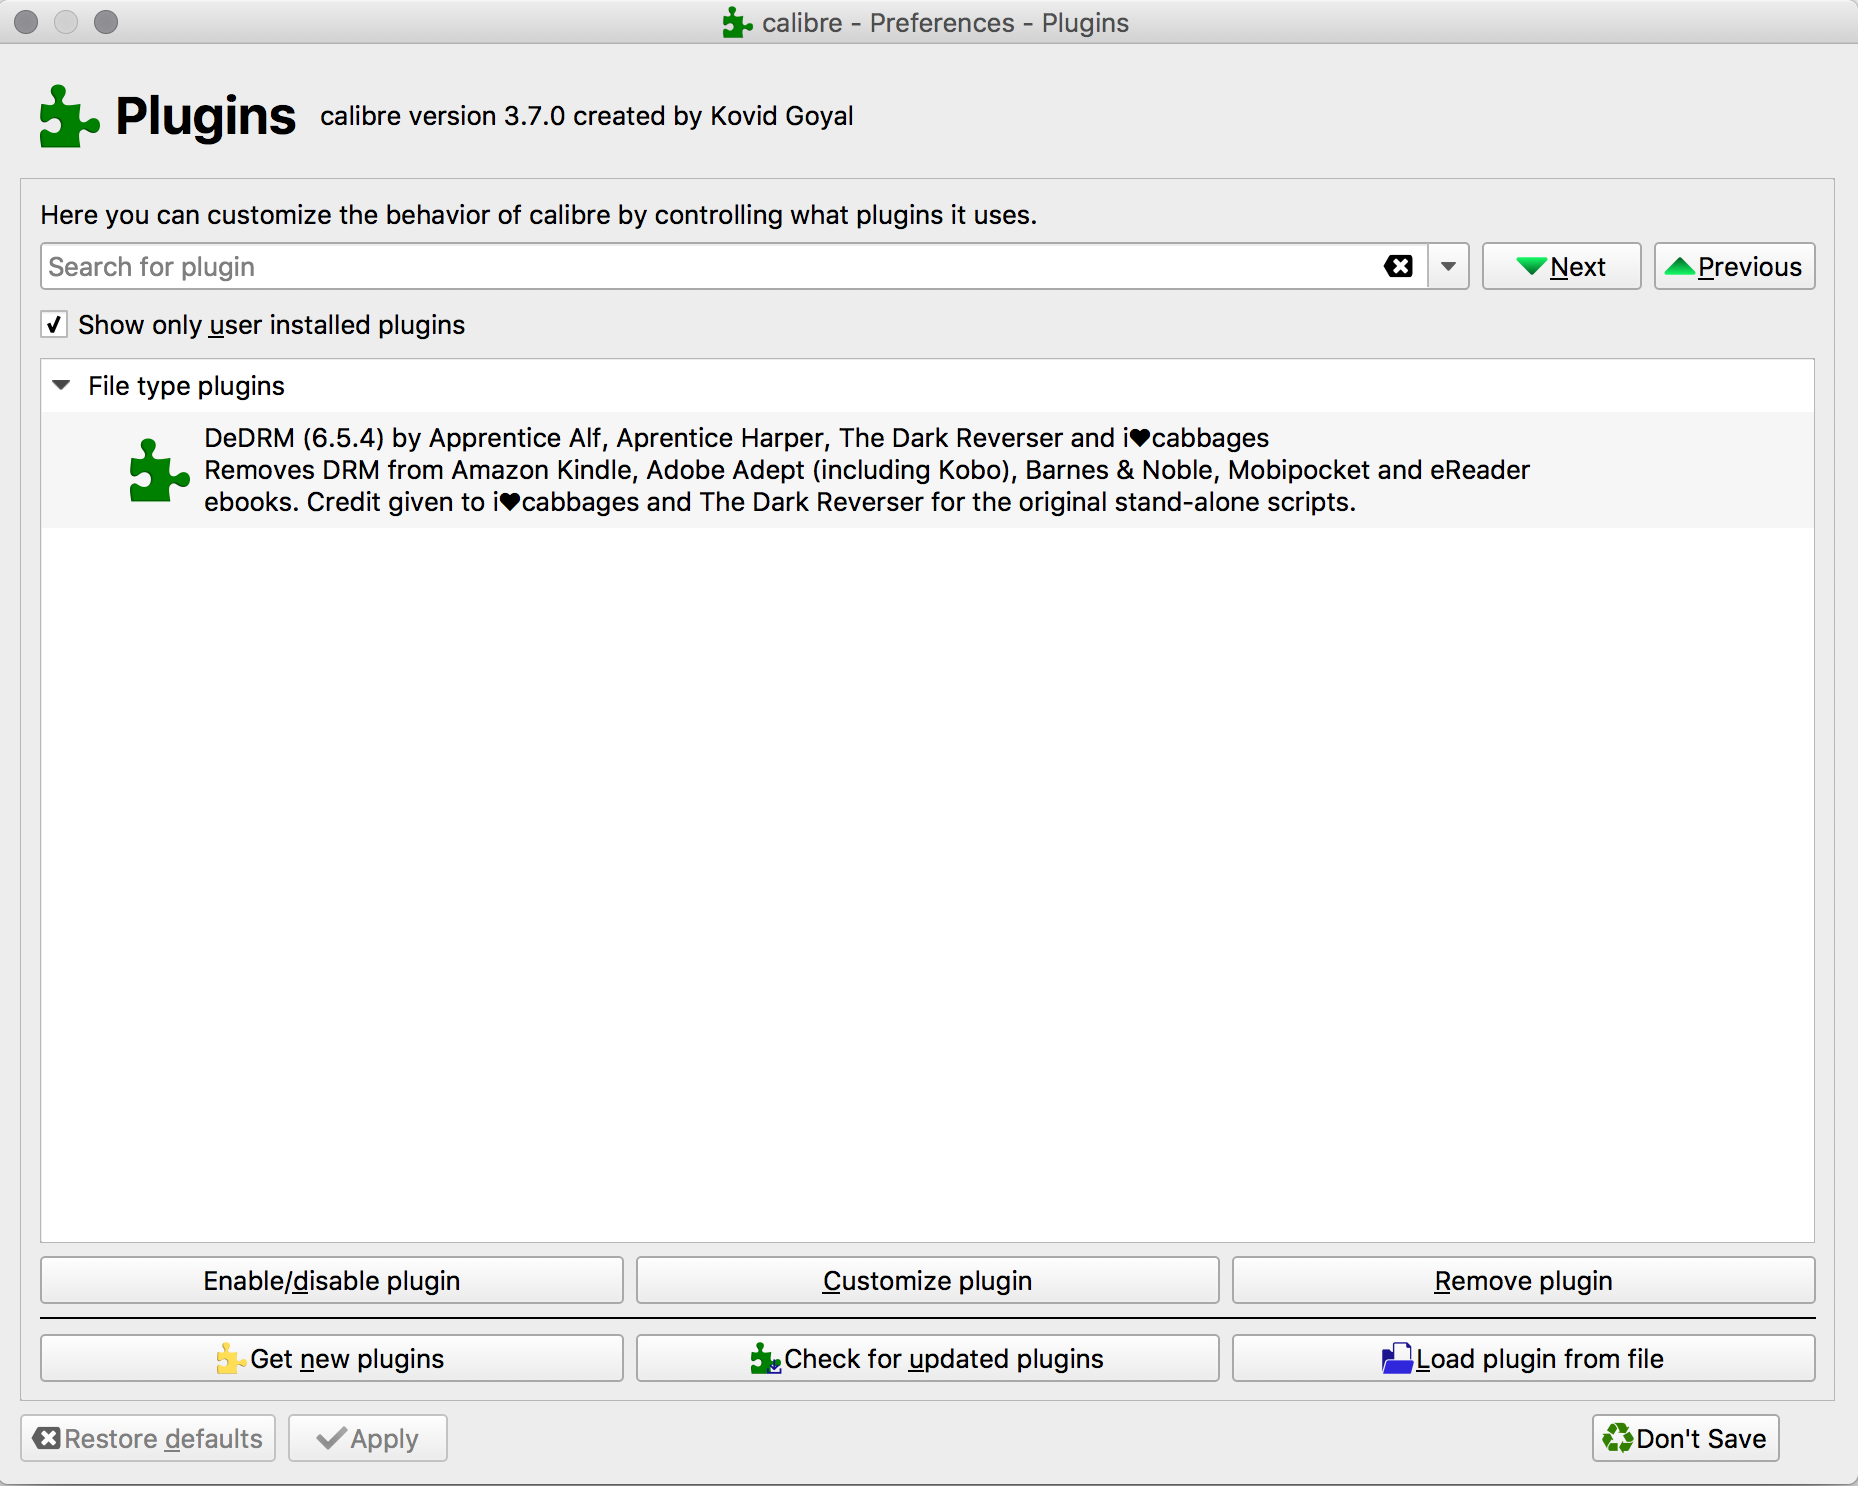 calibre - Preferences - Plugins
Plugins calibre version 3.7.0 created by Kovid Goyal
Here you can customize the behavior of calibre by controlling what plugins it uses.
Search for plugin
Next
Previous
Show only user installed plugins
File type plugins
DeDRM (6.5.4) by Apprentice Alf, Aprentice Harper, The Dark Reverser and i♥cabbages
Removes DRM from Amazon Kindle, Adobe Adept (including Kobo), Barnes & Noble, Mobipocket and eReader
ebooks. Credit given to i♥cabbages and The Dark Reverser for the original stand-alone scripts.
Enable/disable plugin
Customize plugin
Remove plugin
Get new plugins
Check for updated plugins
Load plugin from file
Restore defaults
Apply
Don't Save